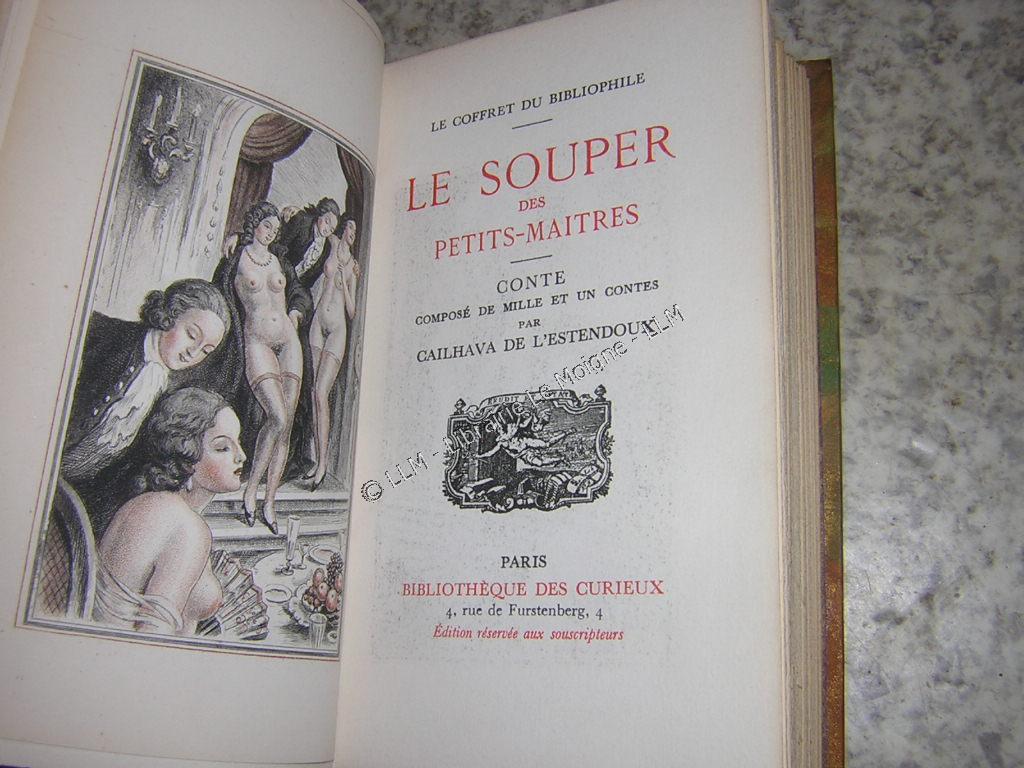 LE COFFRET DU BIBLIOPHILE
LE SOUPER
DES
PETITS-MAITRES
CONTE
COMPOSÉ DE MILLE ET UN CONTES
PAR
CAILHAVA DE L'ESTENDOUX
ERUDIT
© LLM - Librairie Le Moigne - LLM
PARIS
BIBLIOTHÈQUE DES CURIEUX
4, rue de Furstenberg, 4
Édition réservée aux souscripteurs